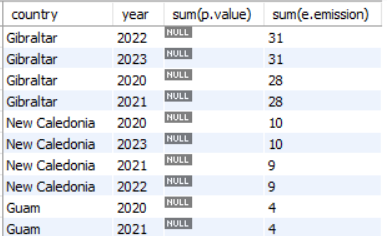 country year sum(p.value) sum(e.emission)
Gibraltar 2022 NULL 31
Gibraltar 2023 NULL 31
Gibraltar 2020 NULL 28
Gibraltar 2021 NULL 28
New Caledonia 2020 NULL 10
New Caledonia 2023 NULL 10
New Caledonia 2021 NULL 9
New Caledonia 2022 NULL 9
Guam 2020 NULL 4
Guam 2021 NULL 4